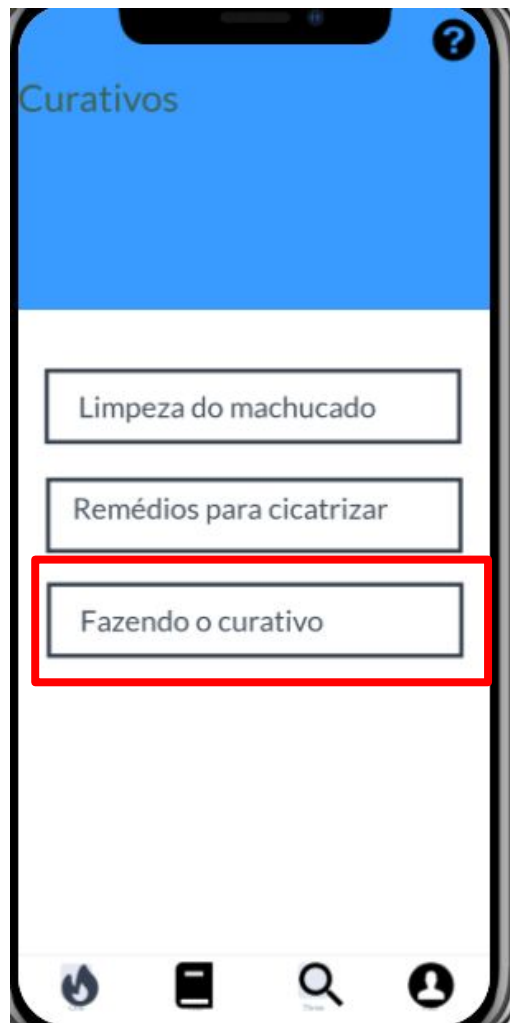 Curativos
Limpeza do machucado
Remédios para cicatrizar
Fazendo o curativo